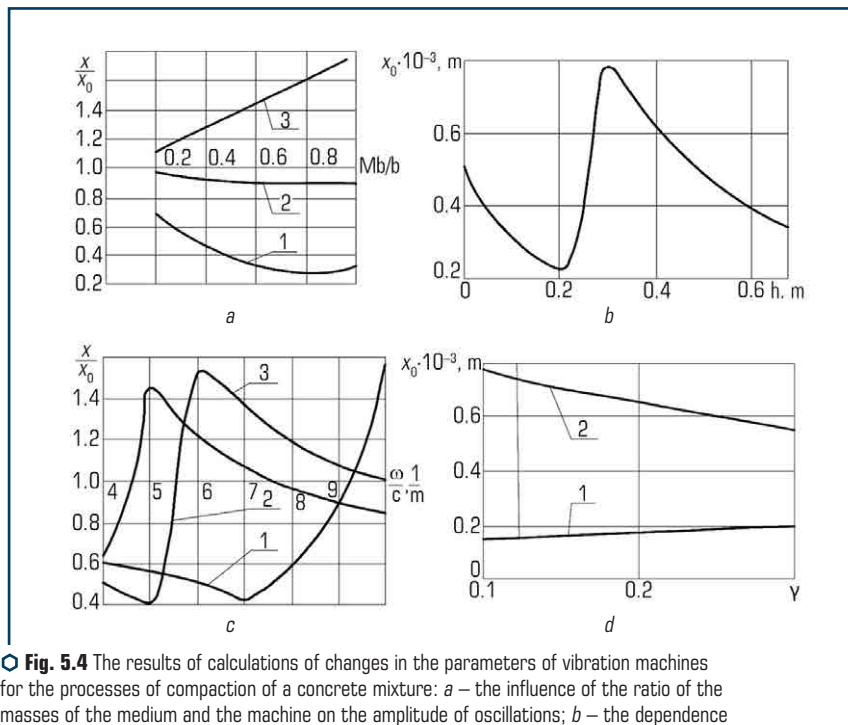 x/x₀
1.4
1.2
1.0
0.8
0.6
0.4
0.2
0.2 0.4 0.6 0.8
Mb/b
3
2
1
a
x₀·10⁻³, m
0.6
0.4
0.2
0 0.2 0.4 0.6 h. m
b
x/x₀
1.4
1.2
1.0
0.8
0.6
0.4
4 5 6 7 8 9
ω/c, 1/m
3
2
1
c
x₀·10⁻³, m
0.6
0.4
0.2
0
0.1 0.2 γ
2
1
d
Fig. 5.4 The results of calculations of changes in the parameters of vibration machines
for the processes of compaction of a concrete mixture: a – the influence of the ratio of the
masses of the medium and the machine on the amplitude of oscillations; b – the dependence